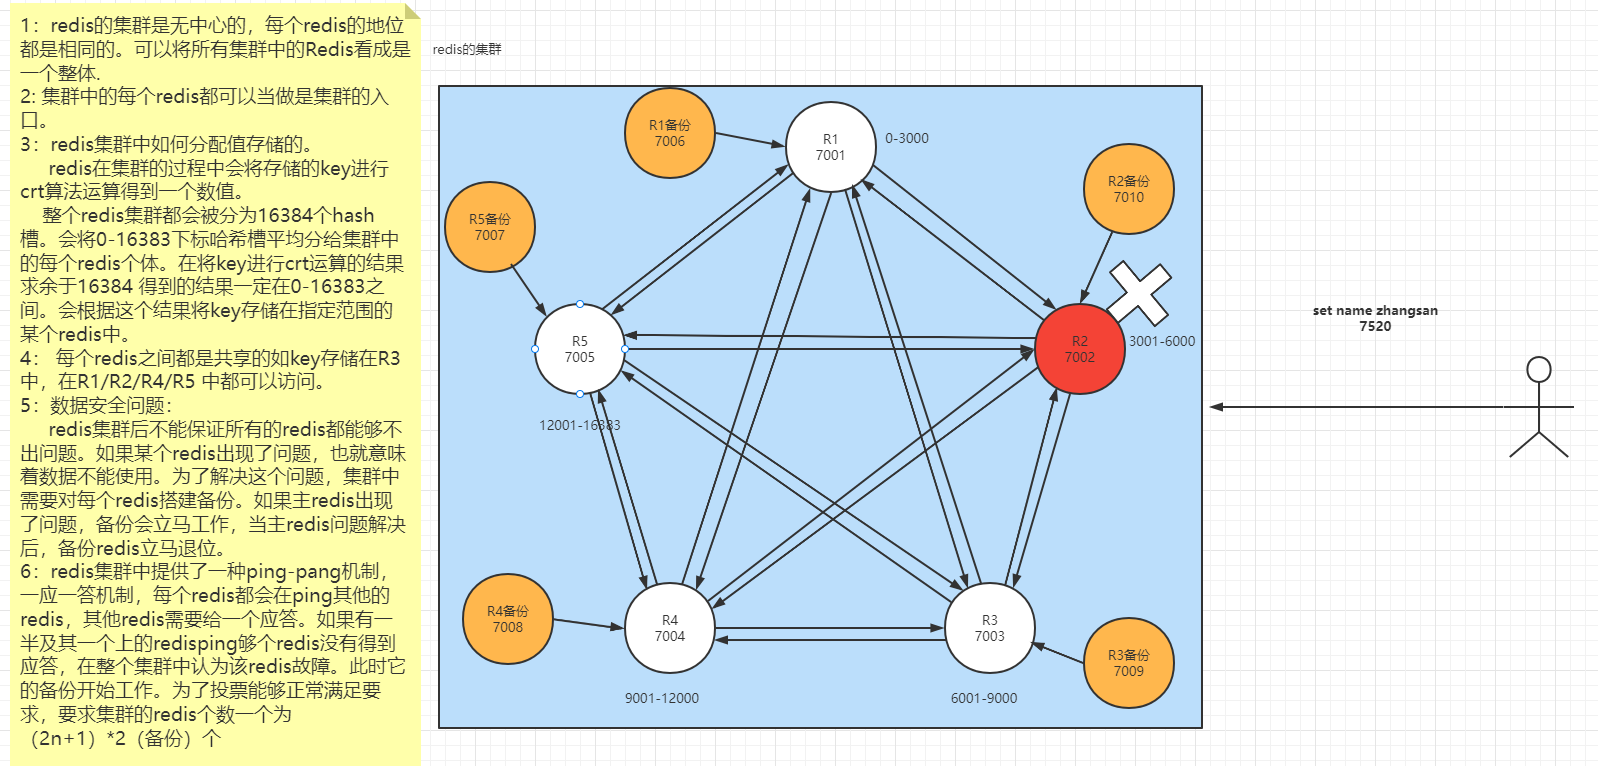 1：redis的集群是无中心的，每个redis的地位
都是相同的。可以将所有集群中的Redis看成是
一个整体.
2: 集群中的每个redis都可以当做是集群的入
口。
3：redis集群中如何分配值存储的。
redis在集群的过程中会将存储的key进行
crt算法运算得到一个数值。
整个redis集群都会被分为16384个hash
槽。会将0-16383下标哈希槽平均分给集群中
的每个redis个体。在将key进行crt运算的结果
求余于16384 得到的结果一定在0-16383之
间。会根据这个结果将key存储在指定范围的
某个redis中。
4： 每个redis之间都是共享的如key存储在R3
中，在R1/R2/R4/R5 中都可以访问。
5：数据安全问题：
redis集群后不能保证所有的redis都能够不
出问题。如果某个redis出现了问题，也就意味
着数据不能使用。为了解决这个问题，集群中
需要对每个redis搭建备份。如果主redis出现
了问题，备份会立马工作，当主redis问题解决
后，备份redis立马退位。
6：redis集群中提供了一种ping-pang机制，
一应一答机制，每个redis都会在ping其他的
redis，其他redis需要给一个应答。如果有一
半及其一个上的redisping够个redis没有得到
应答，在整个集群中认为该redis故障。此时它
的备份开始工作。为了投票能够正常满足要
求，要求集群的redis个数一个为
（2n+1）*2（备份）个
redis的集群
R1备份
7006
R1
7001
0-3000
R2备份
7010
R5备份
7007
R5
7005
12001-16383
R2
7002
3001-6000
set name zhangsan
7520
R4备份
7008
R4
7004
9001-12000
R3
7003
6001-9000
R3备份
7009